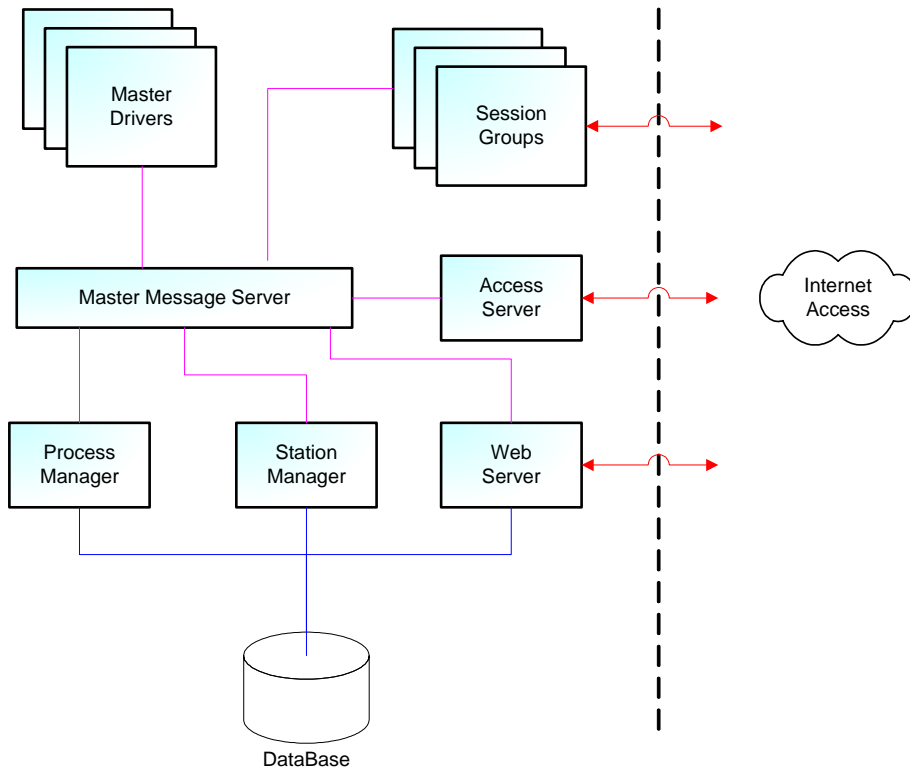 Master
Drivers
Session
Groups
Master Message Server
Access
Server
Internet
Access
Process
Manager
Station
Manager
Web
Server
DataBase